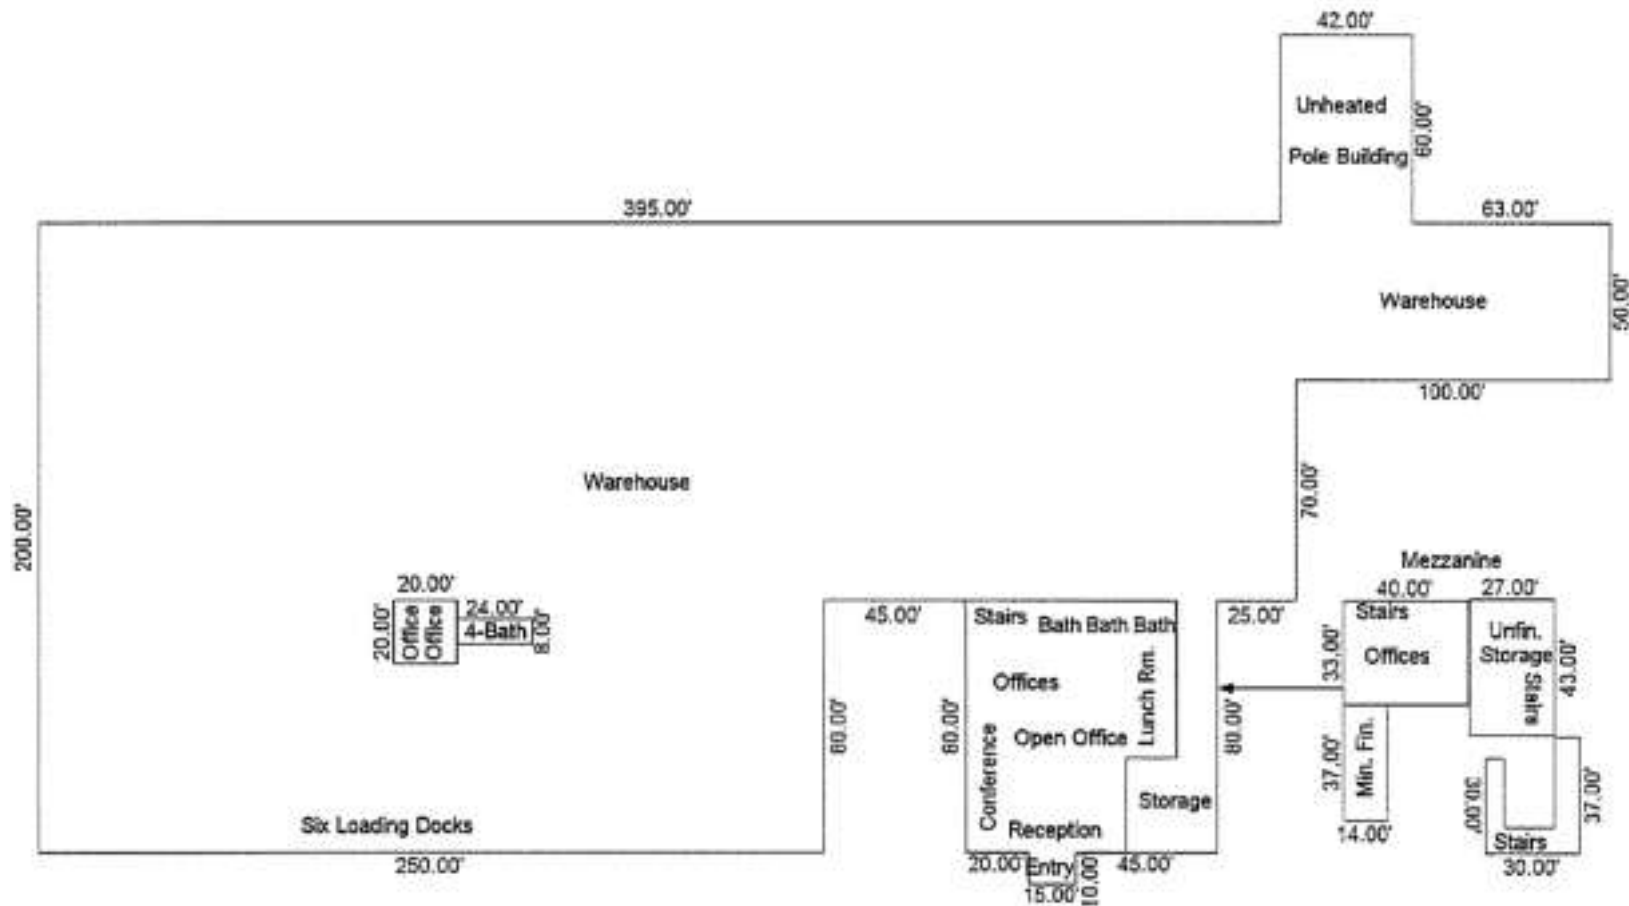 42.00'
Unheated
Pole Building
60.00'
395.00'
63.00'
Warehouse
50.00'
100.00'
Warehouse
70.00'
200.00'
Mezzanine
20.00'
20.00'
Office
Office
24.00'
4-Bath
8.00'
45.00'
Stairs
Bath Bath Bath
25.00'
40.00'
27.00'
Stairs
Offices
33.00'
Unfin.
Storage
Stairs
43.00'
Offices
Lunch Rm.
Open Office
Conference
80.00'
80.00'
80.00'
37.00'
Min. Fin.
14.00'
30.00'
37.00'
Stairs
30.00'
Storage
Reception
Six Loading Docks
250.00'
20.00'
Entry
15.00'
10.00'
45.00'